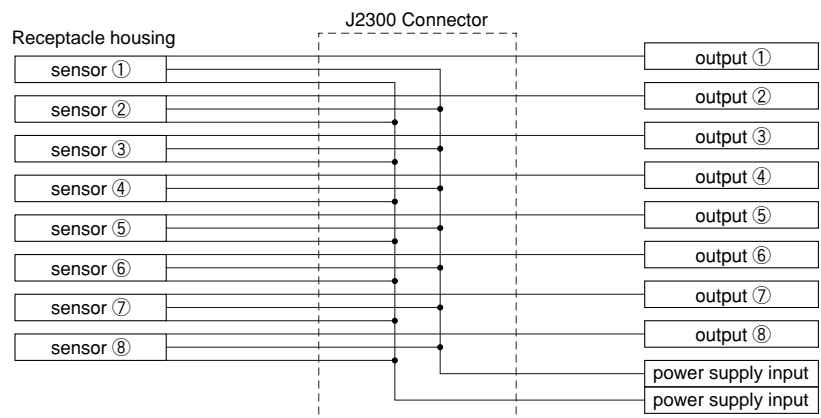 J2300 Connector
Receptacle housing
sensor ①
sensor ②
sensor ③
sensor ④
sensor ⑤
sensor ⑥
sensor ⑦
sensor ⑧
output ①
output ②
output ③
output ④
output ⑤
output ⑥
output ⑦
output ⑧
power supply input
power supply input